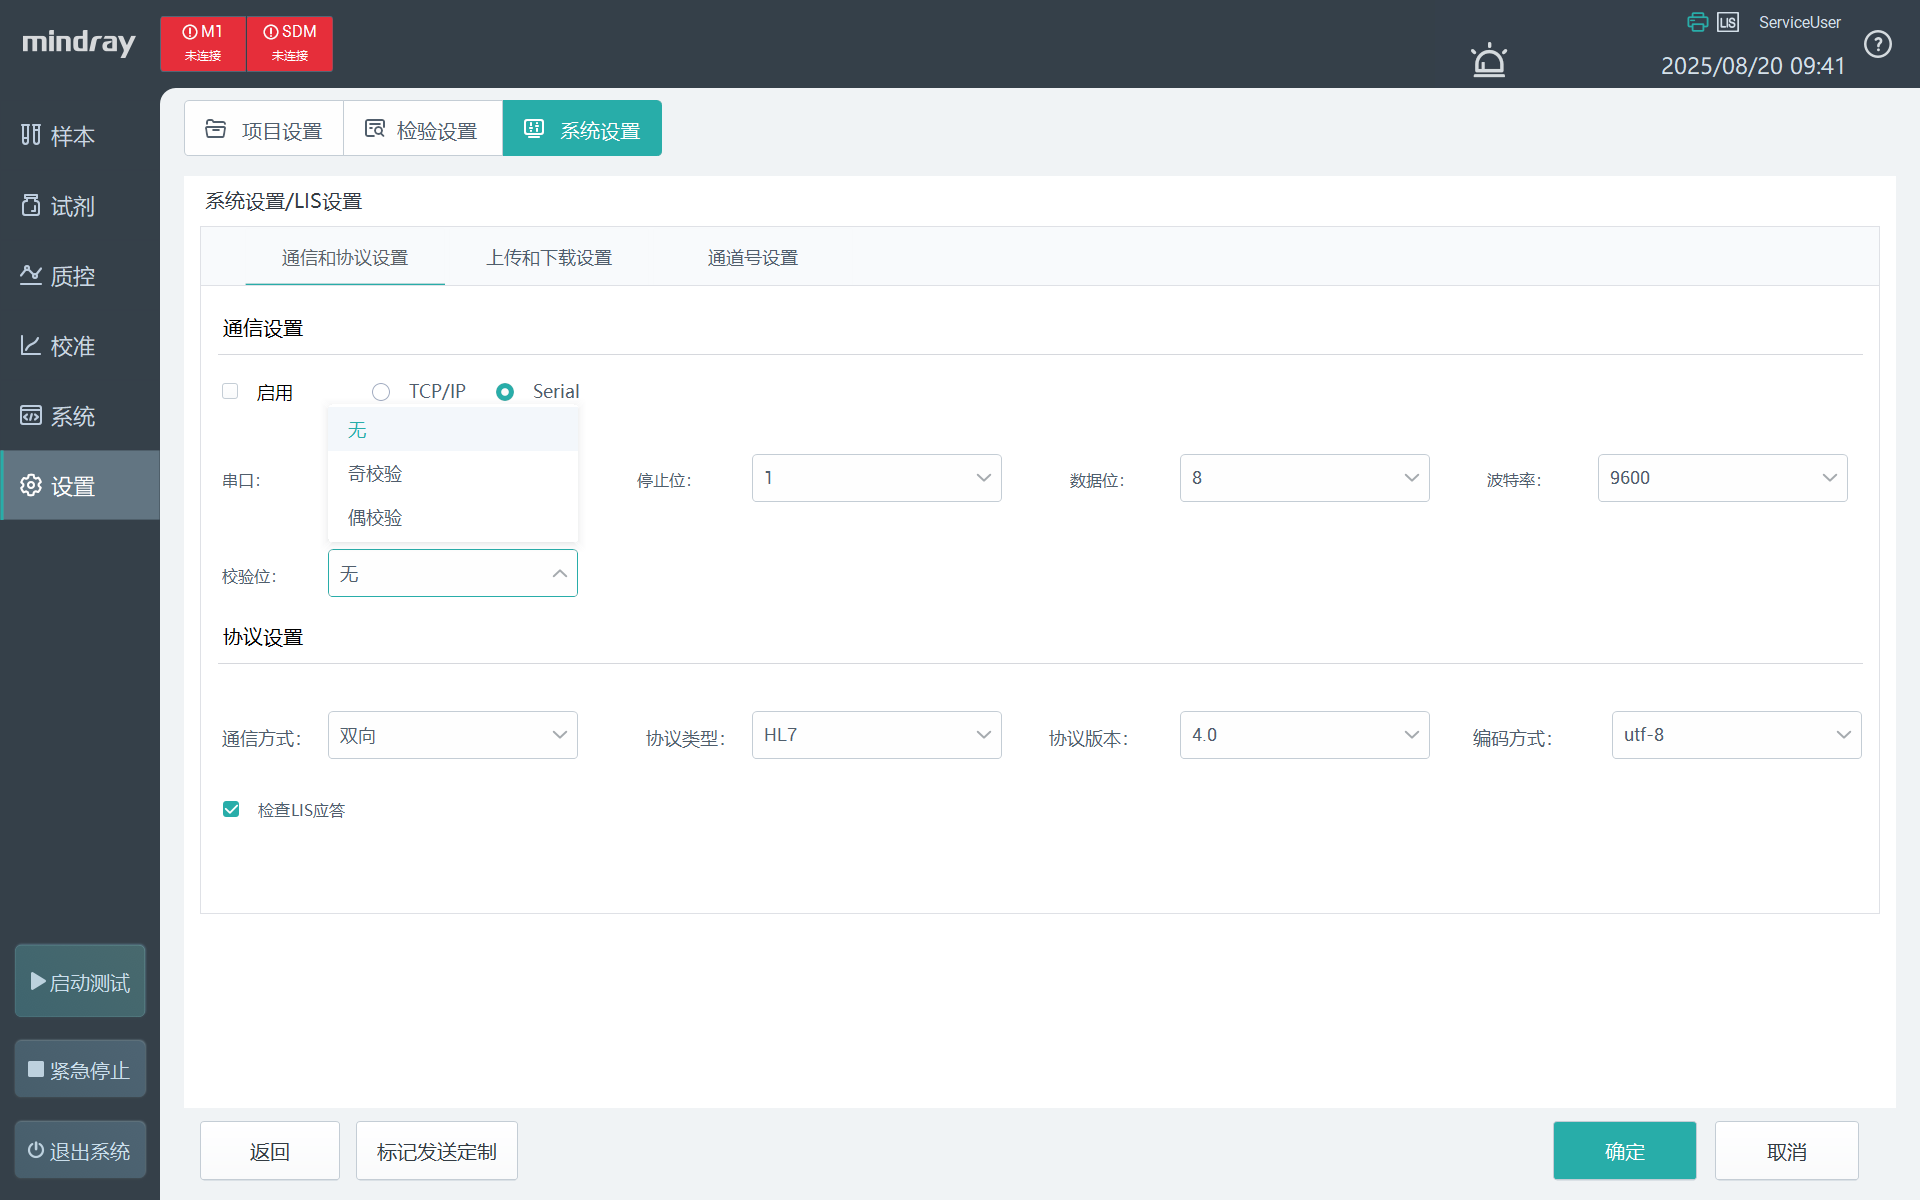 mindray
M1
未连接
SDM
未连接
LIS
ServiceUser
2025/08/20 09:41
样本
试剂
质控
校准
系统
设置
启动测试
紧急停止
退出系统
项目设置
检验设置
系统设置
系统设置/LIS设置
通信和协议设置
上传和下载设置
通道号设置
通信设置
启用
TCP/IP
Serial
无
奇校验
偶校验
串口:
停止位:
1
数据位:
8
波特率:
9600
校验位:
无
协议设置
通信方式:
双向
协议类型:
HL7
协议版本:
4.0
编码方式:
utf-8
检查LIS应答
返回
标记发送定制
确定
取消